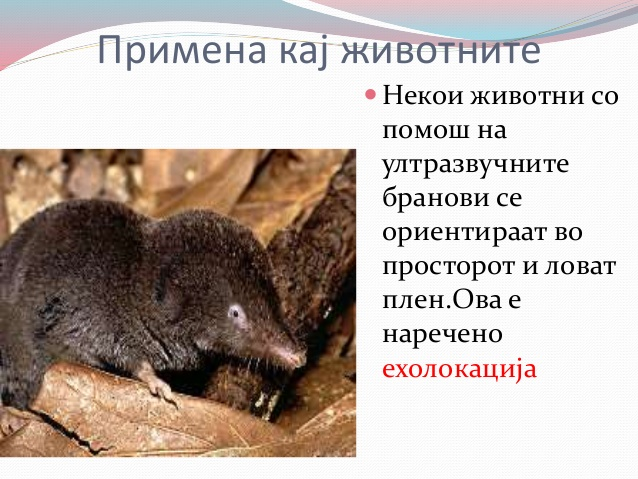 Примена кај животните
Некои животни со
помош на
ултразвучните
бранови се
ориентираат во
просторот и ловат
плен.Ова е
наречено
ехолокација